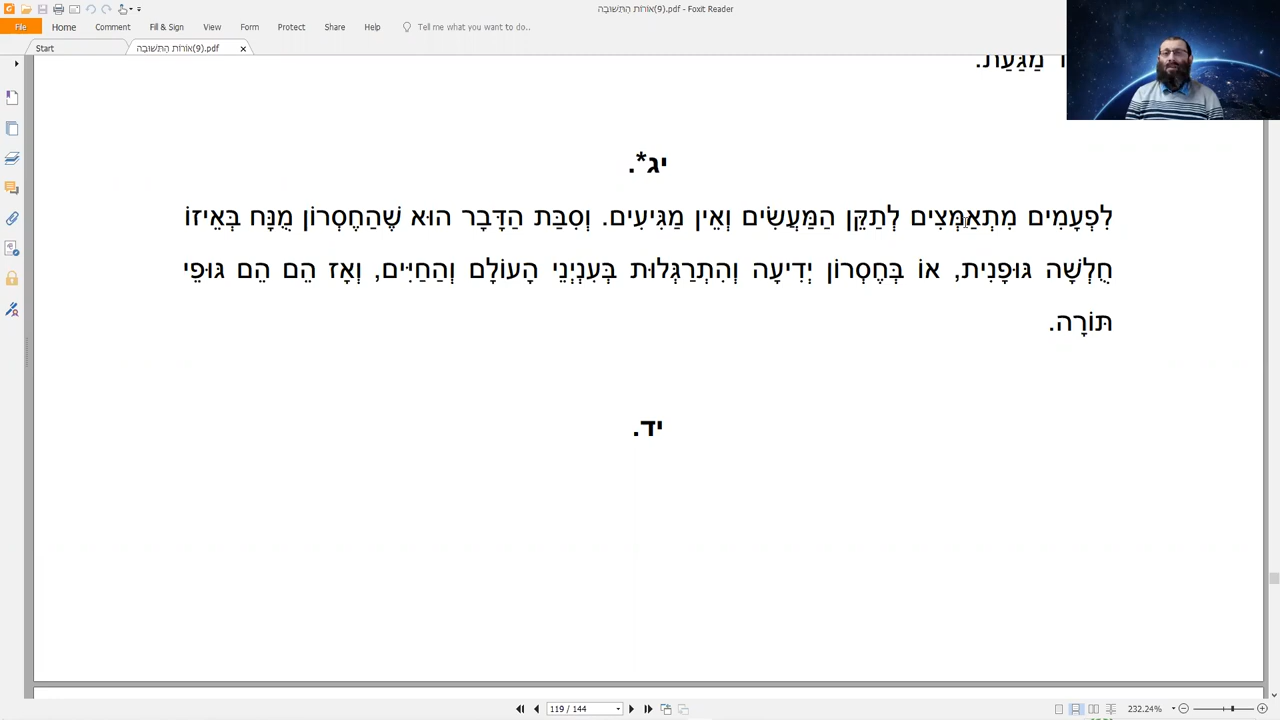 אורות התשובה(9).pdf - Foxit Reader
File Home Comment Fill & Sign View Form Protect Share Help Tell me what you want to do..
Start אורות התשובה(9).pdf
מַגַּעַת.
יג*.
לִפְעָמִים מִתְאַמְּצִים לְתַקֵּן הַמַּעֲשִׂים וְאֵין מַגִּיעִים. וְסִבַּת הַדָּבָר הוּא שֶׁהַחֶסְרוֹן מֻנָּח בְּאֵיזוֹ
חֻלְשָׁה גּוּפָנִית, אוֹ בְּחֶסְרוֹן יְדִיעָה וְהִתְרַגְּלוּת בְּעִנְיְנֵי הָעוֹלָם וְהַחַיִּים, וְאָז הֵם הֵם גּוּפֵי
תּוֹרָה.
יד.
119 / 144 232.24%